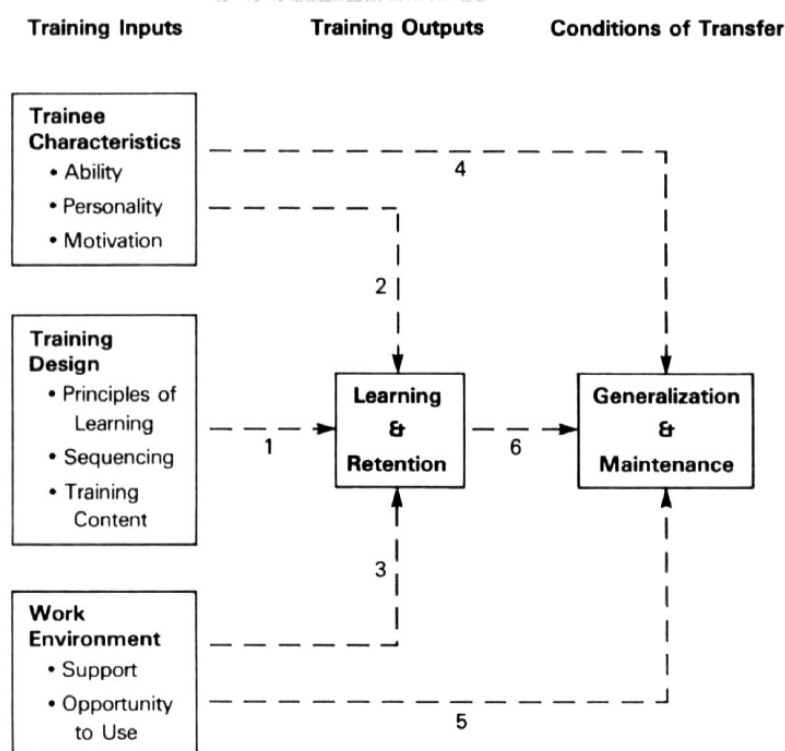 Training Inputs
Training Outputs
Conditions of Transfer
Trainee
Characteristics
• Ability
• Personality
• Motivation
4
2
Training
Design
• Principles of
Learning
• Sequencing
• Training
Content
1
Learning
&
Retention
6
Generalization
&
Maintenance
3
Work
Environment
• Support
• Opportunity
to Use
5